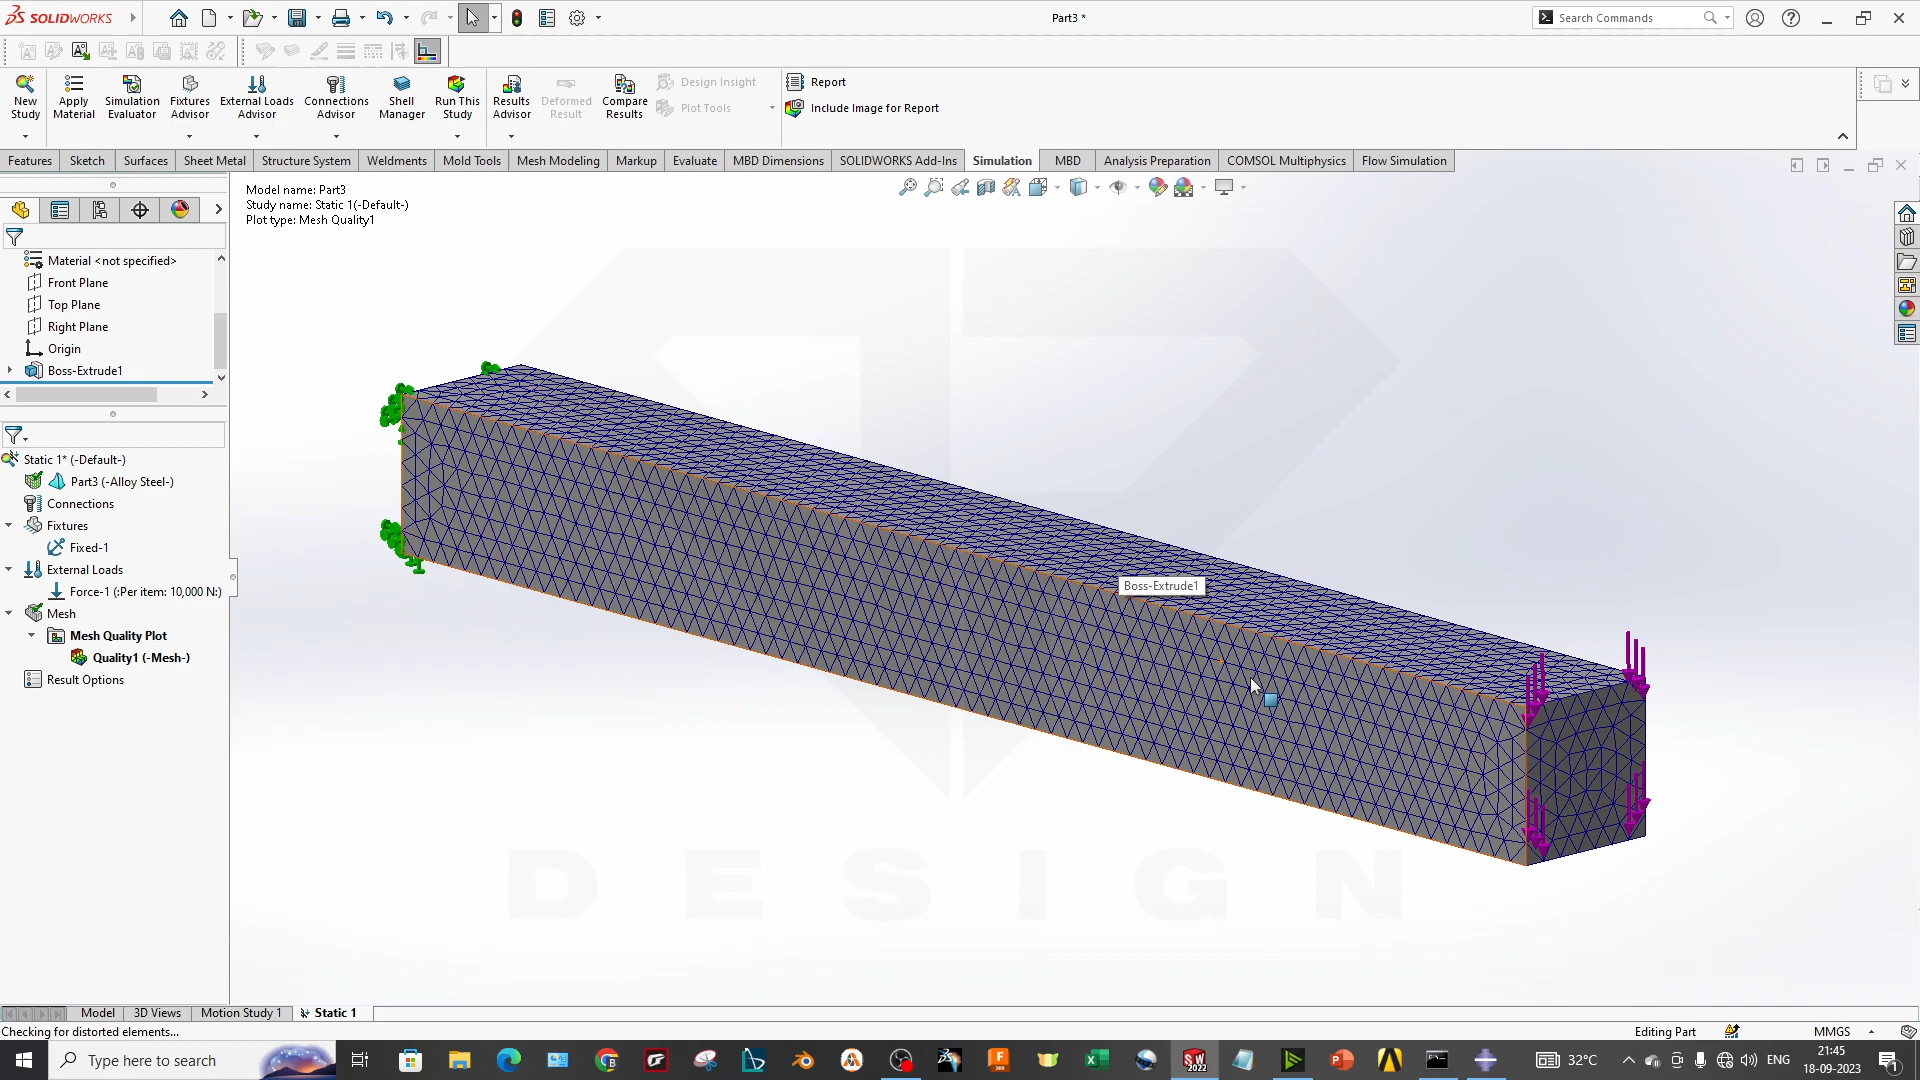 SOLIDWORKS
Part3 *
Search Commands
New Study
Apply Material
Simulation Evaluator
Fixtures Advisor
External Loads Advisor
Connections Advisor
Shell Manager
Run This Study
Results Advisor
Deformed Result
Compare Results
Design Insight
Plot Tools
Report
Include Image for Report
Features
Sketch
Surfaces
Sheet Metal
Structure System
Weldments
Mold Tools
Mesh Modeling
Markup
Evaluate
MBD Dimensions
SOLIDWORKS Add-Ins
Simulation
MBD
Analysis Preparation
COMSOL Multiphysics
Flow Simulation
Model name: Part3
Study name: Static 1(-Default-)
Plot type: Mesh Quality1
Material <not specified>
Front Plane
Top Plane
Right Plane
Origin
Boss-Extrude1
Static 1* (-Default-)
Part3 (-Alloy Steel-)
Connections
Fixtures
Fixed-1
External Loads
Force-1 (:Per item: 10,000 N:)
Mesh
Mesh Quality Plot
Quality1 (-Mesh-)
Result Options
Boss-Extrude1
DESIGN
Model
3D Views
Motion Study 1
Static 1
Checking for distorted elements...
Editing Part
MMGS
Type here to search
SW 2022
32°C
ENG
21:45
18-09-2023
1